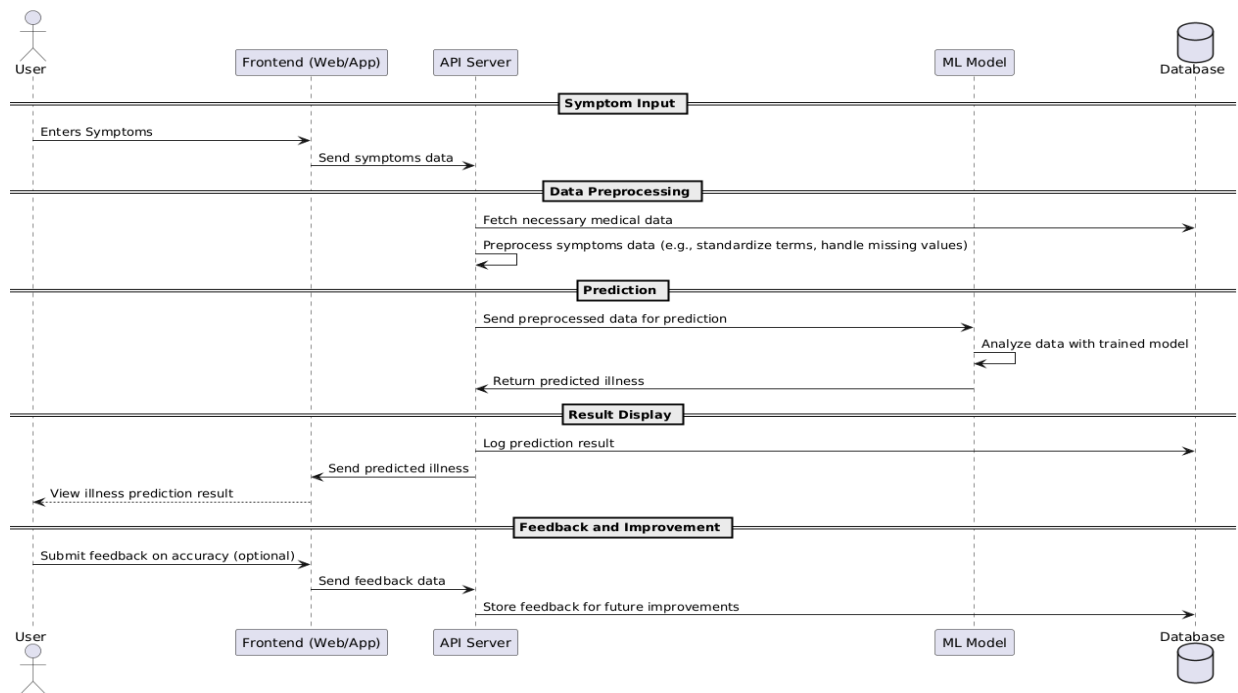 User
Frontend (Web/App)
API Server
ML Model
Database
Symptom Input
Enters Symptoms
Send symptoms data
Data Preprocessing
Fetch necessary medical data
Preprocess symptoms data (e.g., standardize terms, handle missing values)
Prediction
Send preprocessed data for prediction
Analyze data with trained model
Return predicted illness
Result Display
Log prediction result
Send predicted illness
View illness prediction result
Feedback and Improvement
Submit feedback on accuracy (optional)
Send feedback data
Store feedback for future improvements
User
Frontend (Web/App)
API Server
ML Model
Database